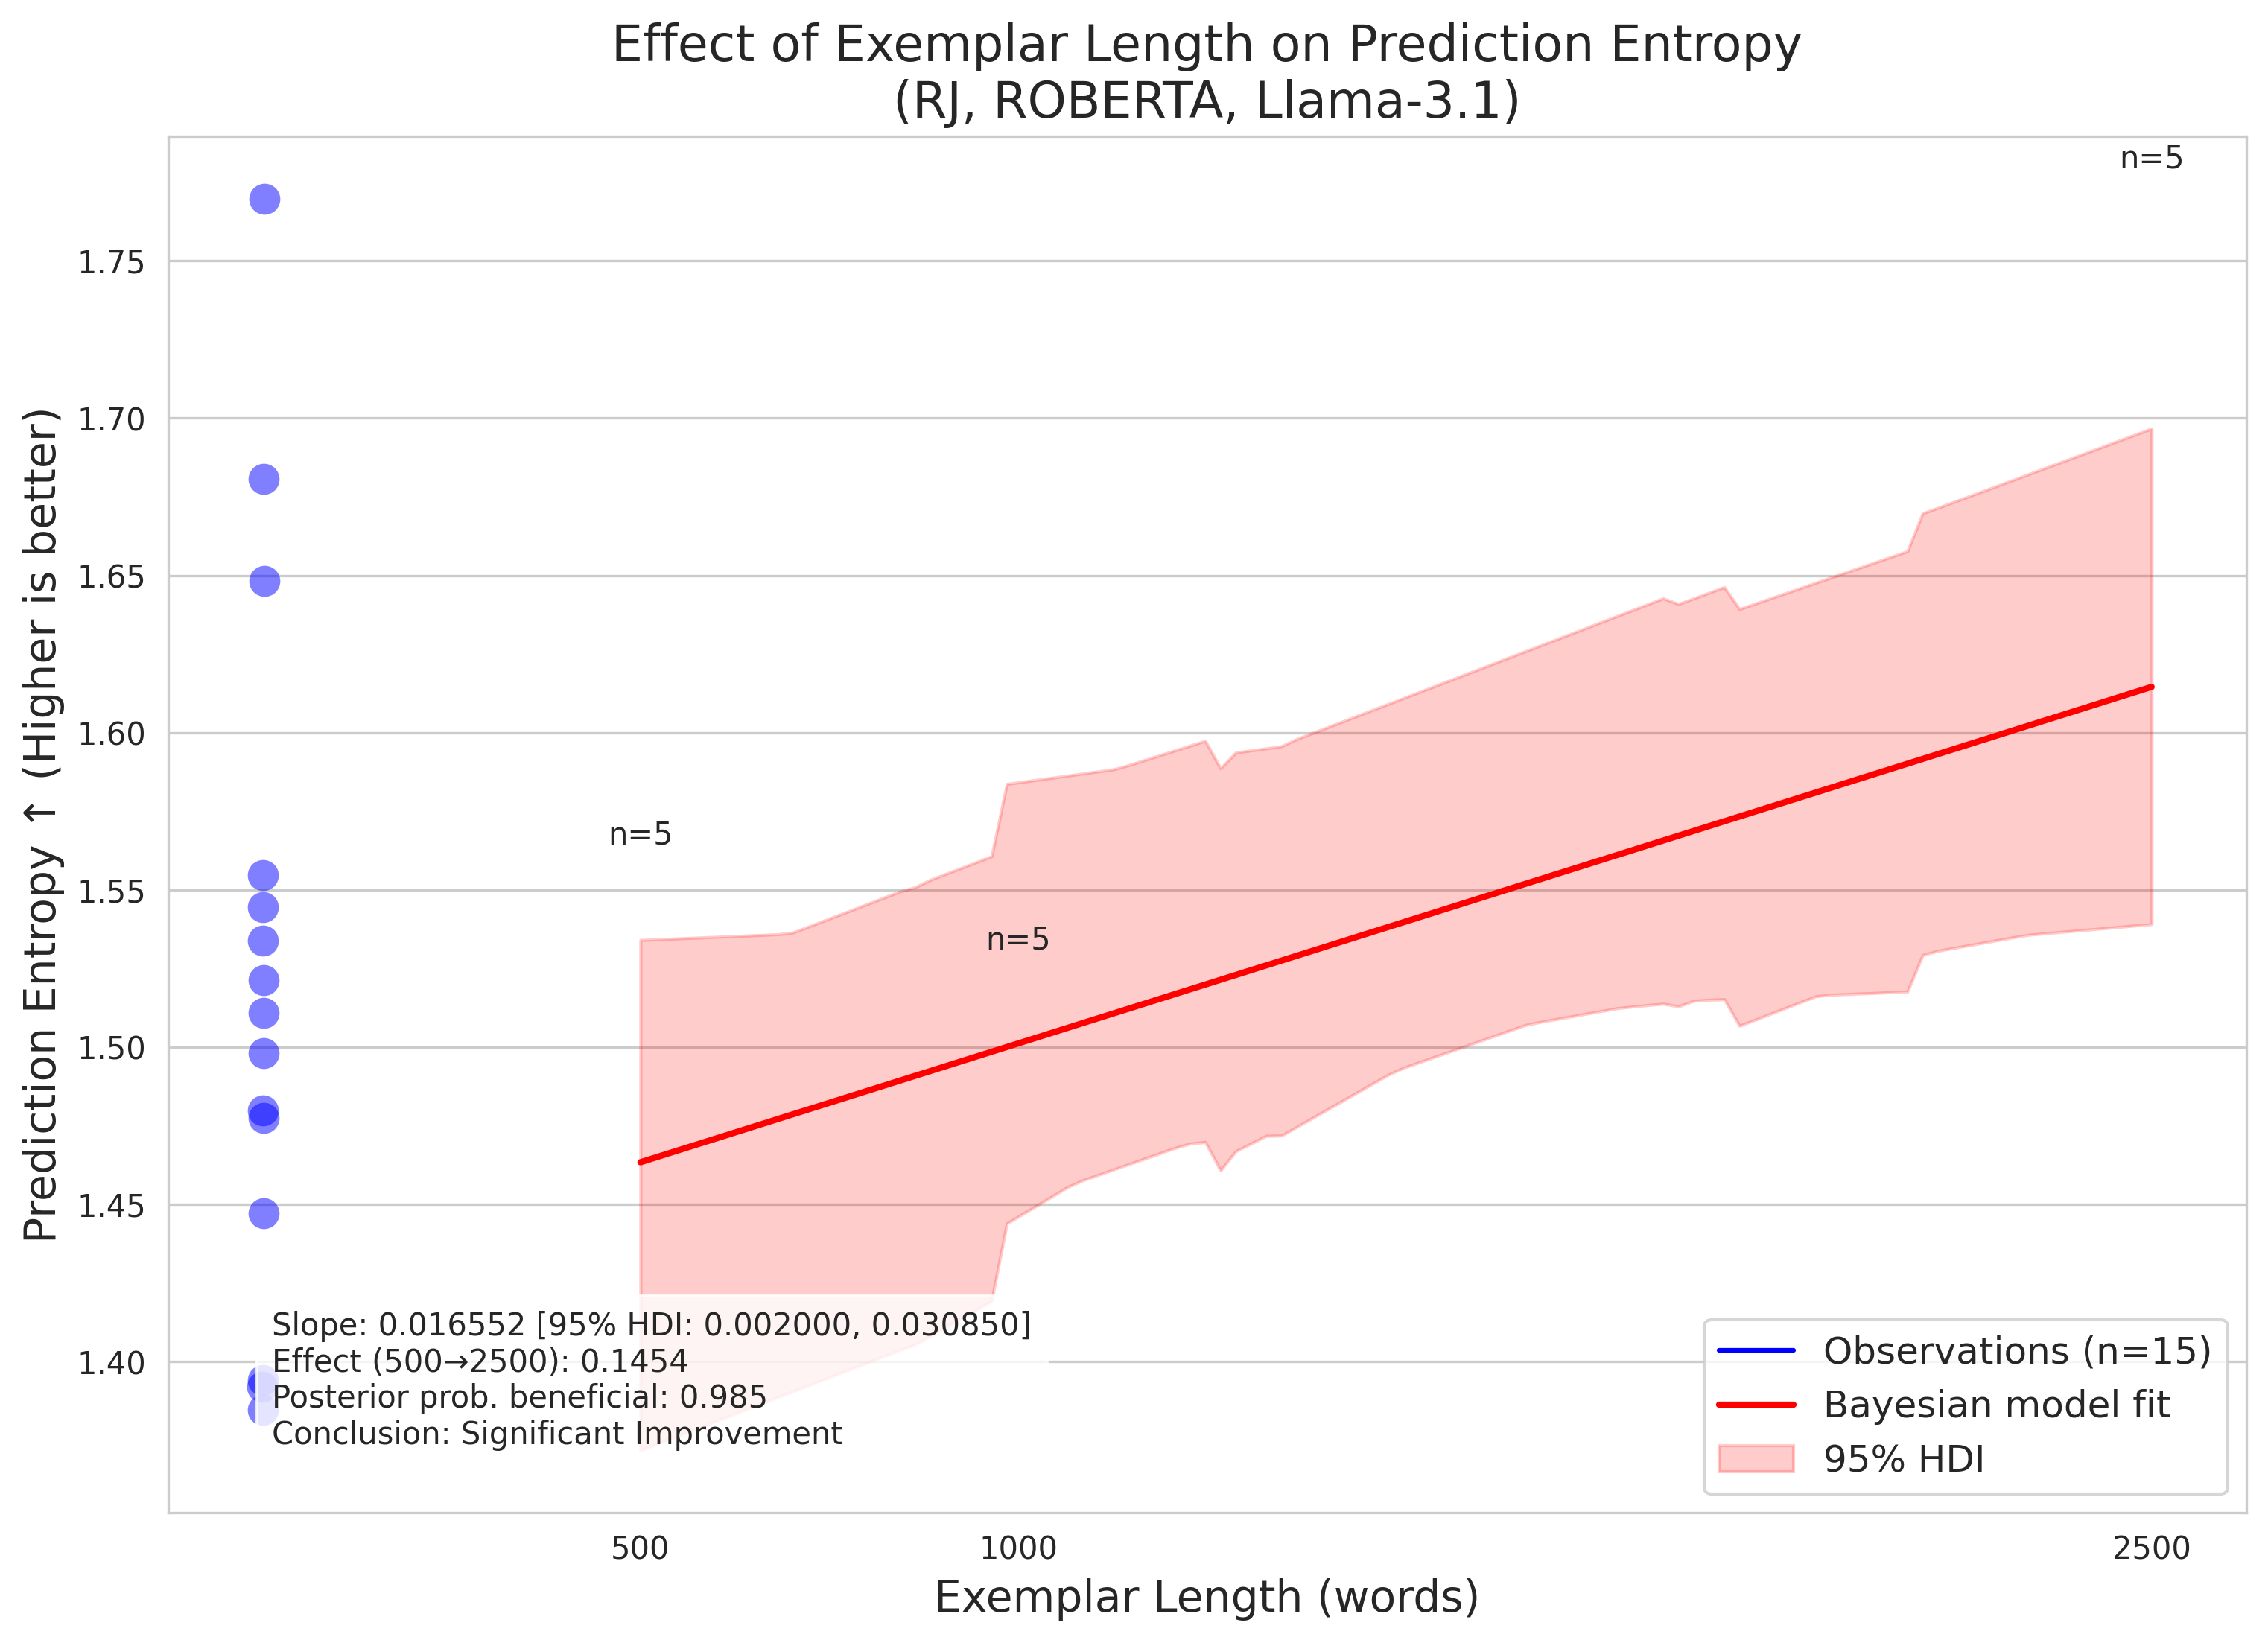 Effect of Exemplar Length on Prediction Entropy
(RJ, ROBERTA, Llama-3.1)
Prediction Entropy ↑ (Higher is better)
1.75
1.70
1.65
1.60
1.55
1.50
1.45
1.40
n=5
n=5
n=5
Slope: 0.016552 [95% HDI: 0.002000, 0.030850]
Effect (500→2500): 0.1454
Posterior prob. beneficial: 0.985
Conclusion: Significant Improvement
Observations (n=15)
Bayesian model fit
95% HDI
500
1000
2500
Exemplar Length (words)